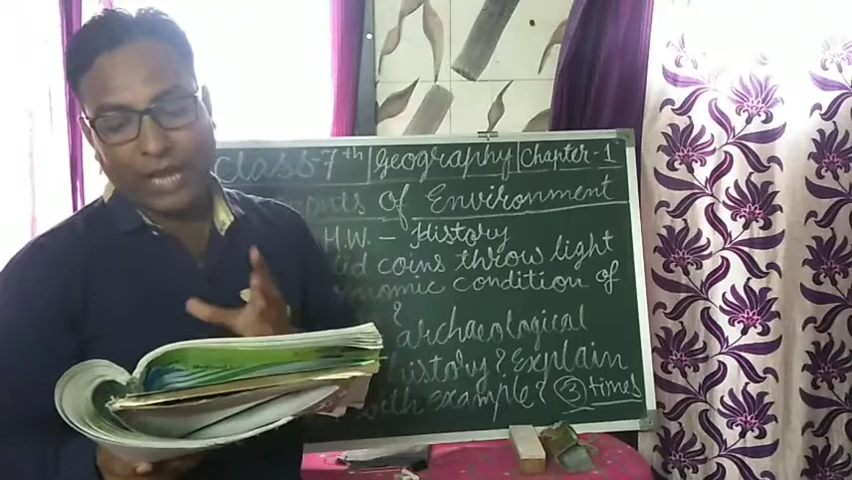 Class-7th | Geography | Chapter-1
of Environment
H.W. - History
coins throw light
condition of
?
archaeological
History? Explain
with example? (3) times